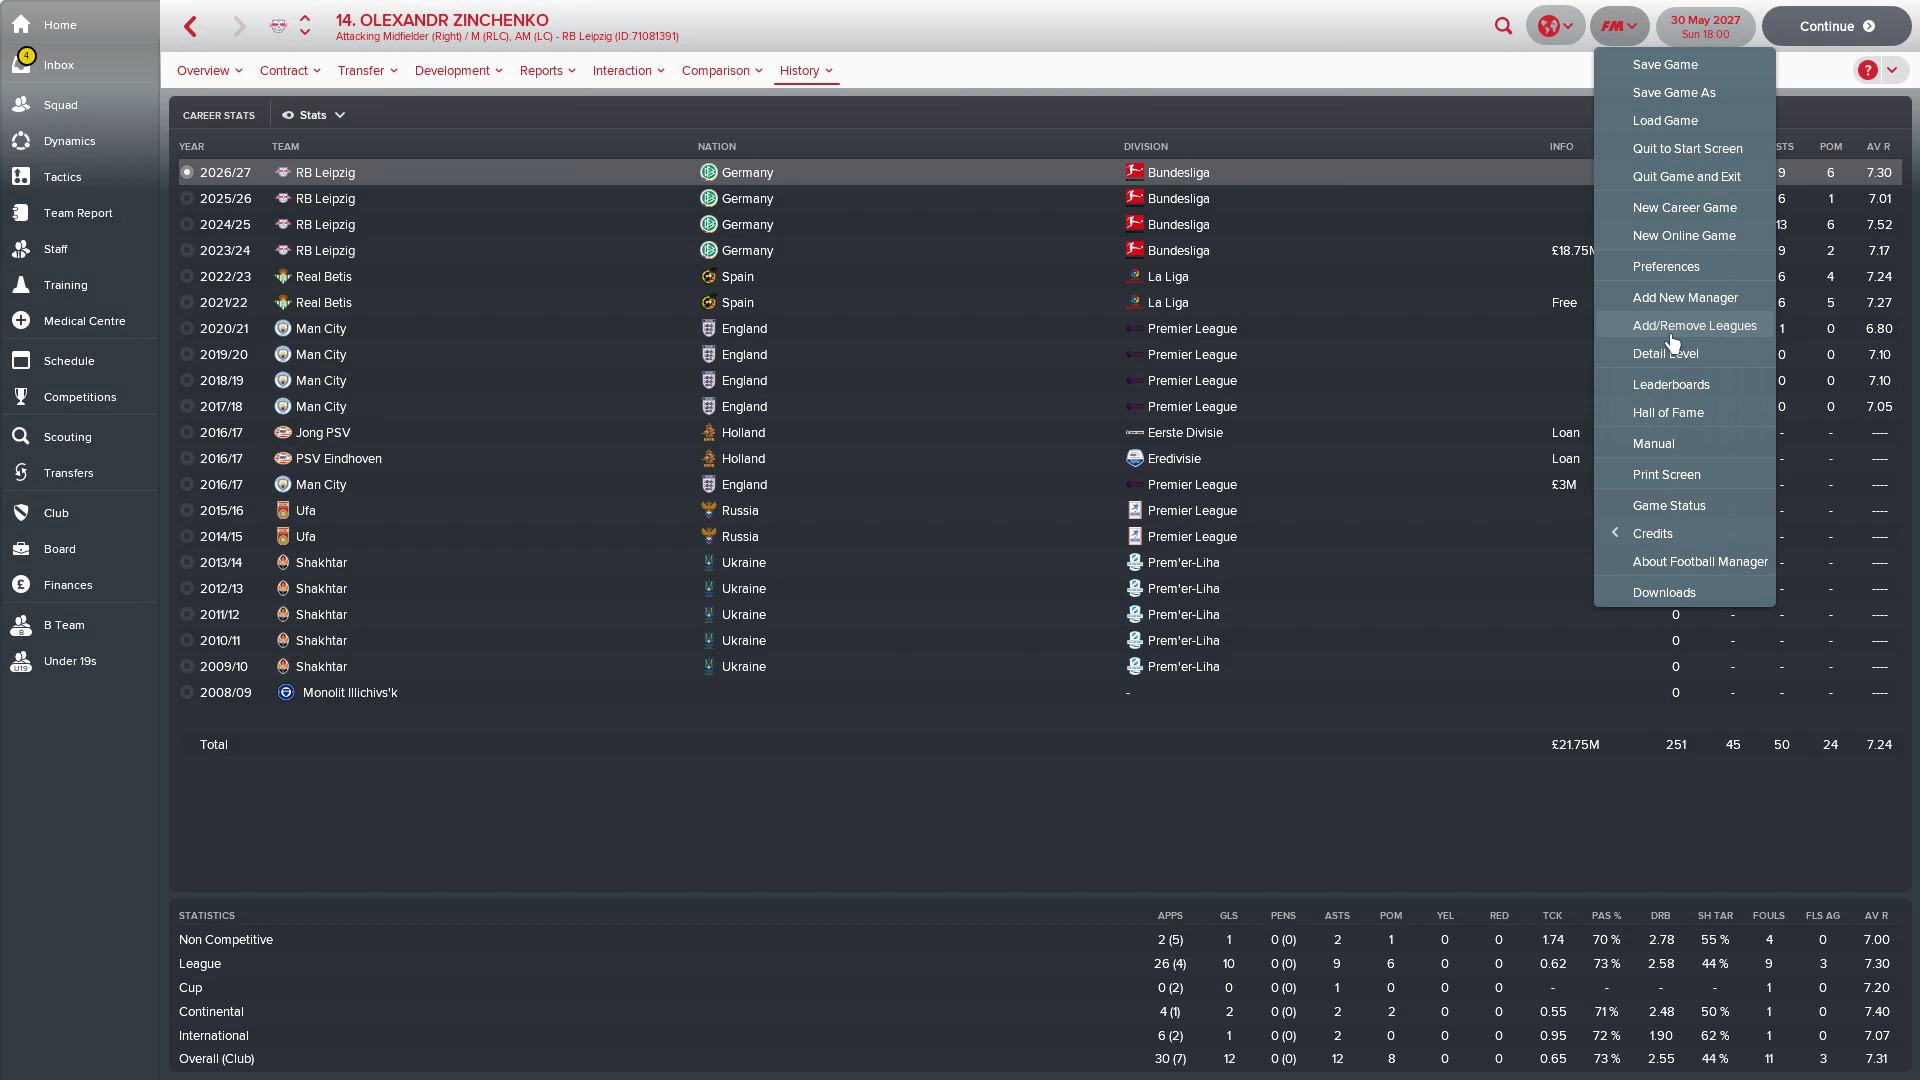 Home
4
Inbox
Squad
Dynamics
Tactics
Team Report
Staff
Training
Medical Centre
Schedule
Competitions
Scouting
Transfers
Club
Board
Finances
B
B Team
U19
Under 19s
14. OLEXANDR ZINCHENKO
Attacking Midfielder (Right) / M (RLC), AM (LC) - RB Leipzig (ID:71081391)
FM
30 May 2027
Sun 18:00
Continue
Overview Contract Transfer Development Reports Interaction Comparison History
?
CAREER STATS Stats
YEAR TEAM NATION DIVISION INFO STS POM AV R
2026/27 RB Leipzig Germany Bundesliga 9 6 7.30
2025/26 RB Leipzig Germany Bundesliga 6 1 7.01
2024/25 RB Leipzig Germany Bundesliga 13 6 7.52
2023/24 RB Leipzig Germany Bundesliga £18.75M 9 2 7.17
2022/23 Real Betis Spain La Liga 6 4 7.24
2021/22 Real Betis Spain La Liga Free 6 5 7.27
2020/21 Man City England Premier League 1 0 6.80
2019/20 Man City England Premier League 0 0 7.10
2018/19 Man City England Premier League 0 0 7.10
2017/18 Man City England Premier League 0 0 7.05
2016/17 Jong PSV Holland Eerste Divisie Loan - - ----
2016/17 PSV Eindhoven Holland Eredivisie Loan - - ----
2016/17 Man City England Premier League £3M - - ----
2015/16 Ufa Russia Premier League - - ----
2014/15 Ufa Russia Premier League - - ----
2013/14 Shakhtar Ukraine Prem'er-Liha - - ----
2012/13 Shakhtar Ukraine Prem'er-Liha - - ----
2011/12 Shakhtar Ukraine Prem'er-Liha 0 - - - ----
2010/11 Shakhtar Ukraine Prem'er-Liha 0 - - - ----
2009/10 Shakhtar Ukraine Prem'er-Liha 0 - - - ----
2008/09 Monolit Illichivs'k - 0 - - - ----
Total £21.75M 251 45 50 24 7.24
Save Game
Save Game As
Load Game
Quit to Start Screen
Quit Game and Exit
New Career Game
New Online Game
Preferences
Add New Manager
Add/Remove Leagues
Detail Level
Leaderboards
Hall of Fame
Manual
Print Screen
Game Status
Credits
About Football Manager
Downloads
STATISTICS APPS GLS PENS ASTS POM YEL RED TCK PAS % DRB SH TAR FOULS FLS AG AV R
Non Competitive 2 (5) 1 0 (0) 2 1 0 0 1.74 70 % 2.78 55 % 4 0 7.00
League 26 (4) 10 0 (0) 9 6 0 0 0.62 73 % 2.58 44 % 9 3 7.30
Cup 0 (2) 0 0 (0) 1 0 0 0 - - - - 1 0 7.20
Continental 4 (1) 2 0 (0) 2 2 0 0 0.55 71 % 2.48 50 % 1 0 7.40
International 6 (2) 1 0 (0) 2 0 0 0 0.95 72 % 1.90 62 % 1 0 7.07
Overall (Club) 30 (7) 12 0 (0) 12 8 0 0 0.65 73 % 2.55 44 % 11 3 7.31